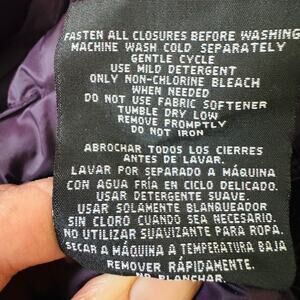 FASTEN ALL CLOSURES BEFORE WASHING
MACHINE WASH COLD SEPARATELY
GENTLE CYCLE
USE MILD DETERGENT
ONLY NON-CHLORINE BLEACH
WHEN NEEDED
DO NOT USE FABRIC SOFTENER
TUMBLE DRY LOW
REMOVE PROMPTLY
DO NOT IRON
ABROCHAR TODOS LOS CIERRES
ANTES DE LAVAR.
LAVAR POR SEPARADO A MÁQUINA
CON AGUA FRÍA EN CICLO DELICADO.
USAR DETERGENTE SUAVE.
USAR SOLAMENTE BLANQUEADOR
SIN CLORO CUANDO SEA NECESARIO.
NO UTILIZAR SUAVIZANTE PARA ROPA.
SECAR A MÁQUINA A TEMPERATURA BAJA
REMOVER RÁPIDAMENTE.
NO PLANCHAR.